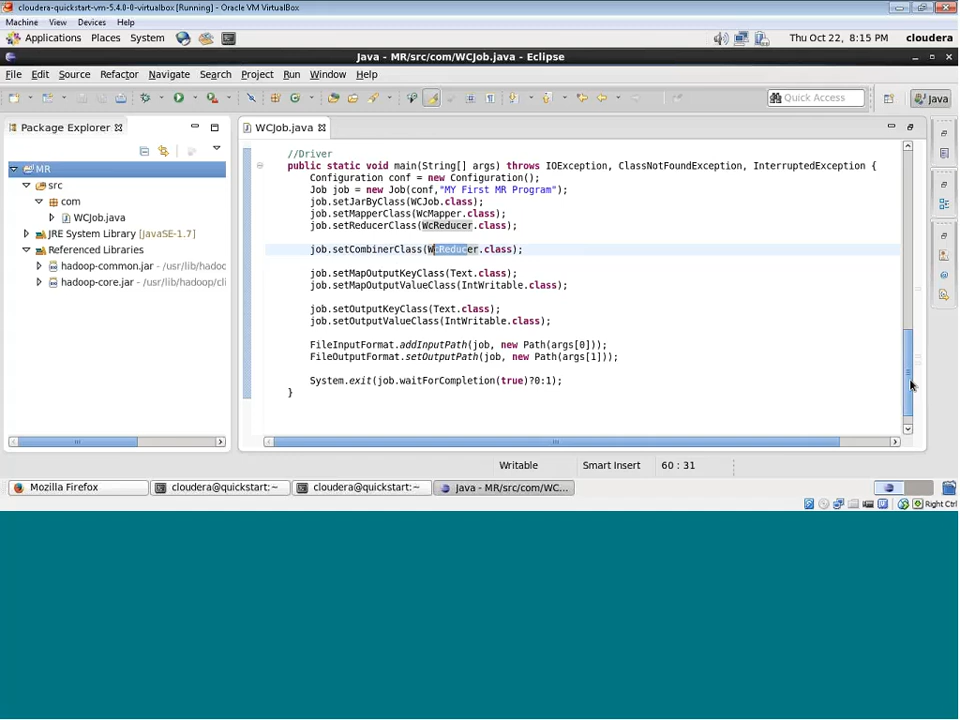 cloudera-quickstart-vm-5.4.0-0-virtualbox [Running] - Oracle VM VirtualBox
Machine View Devices Help
Applications Places System Thu Oct 22, 8:15 PM cloudera
Java - MR/src/com/WCJob.java - Eclipse
File Edit Source Refactor Navigate Search Project Run Window Help
Quick Access Java
Package Explorer
WCJob.java
MR
src
com
WCJob.java
JRE System Library [JavaSE-1.7]
Referenced Libraries
hadoop-common.jar - /usr/lib/hadoo
hadoop-core.jar - /usr/lib/hadoop/cli
//Driver
public static void main(String[] args) throws IOException, ClassNotFoundException, InterruptedException {
Configuration conf = new Configuration();
Job job = new Job(conf,"MY First MR Program");
job.setJarByClass(WCJob.class);
job.setMapperClass(WcMapper.class);
job.setReducerClass(WcReducer.class);
job.setCombinerClass(WcReducer.class);
job.setMapOutputKeyClass(Text.class);
job.setMapOutputValueClass(IntWritable.class);
job.setOutputKeyClass(Text.class);
job.setOutputValueClass(IntWritable.class);
FileInputFormat.addInputPath(job, new Path(args[0]));
FileOutputFormat.setOutputPath(job, new Path(args[1]));
System.exit(job.waitForCompletion(true)?0:1);
}
Writable Smart Insert 60 : 31
Mozilla Firefox cloudera@quickstart:~ cloudera@quickstart:~ Java - MR/src/com/WC...
Right Ctrl